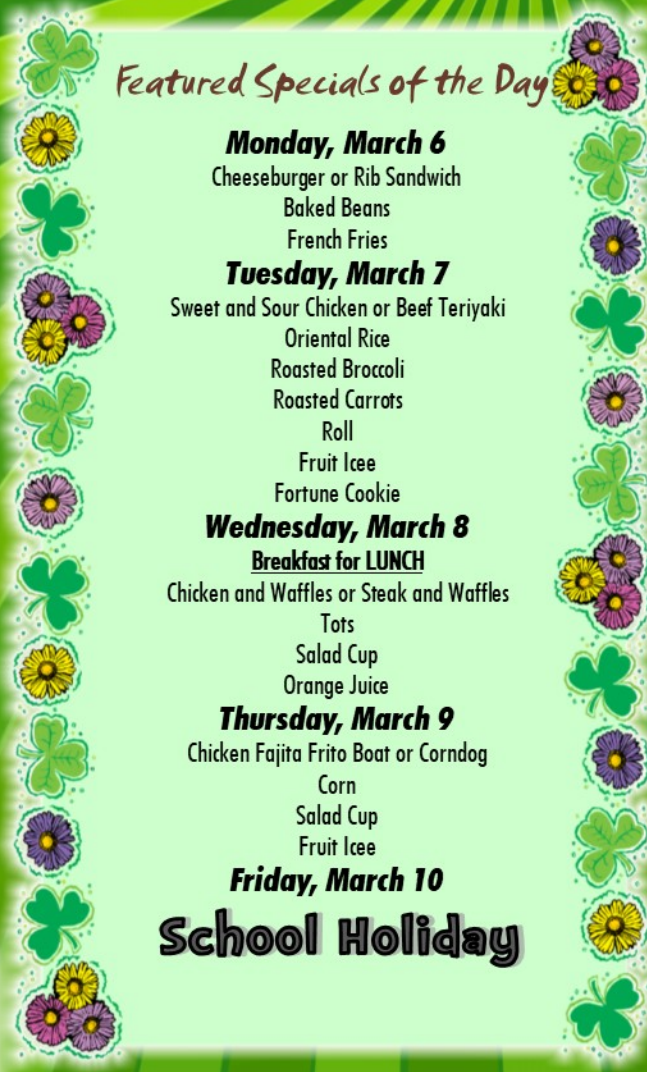 Featured Specials of the Day
Monday, March 6
Cheeseburger or Rib Sandwich
Baked Beans
French Fries
Tuesday, March 7
Sweet and Sour Chicken or Beef Teriyaki
Oriental Rice
Roasted Broccoli
Roasted Carrots
Roll
Fruit Icee
Fortune Cookie
Wednesday, March 8
Breakfast for LUNCH
Chicken and Waffles or Steak and Waffles
Tots
Salad Cup
Orange Juice
Thursday, March 9
Chicken Fajita Frito Boat or Corndog
Corn
Salad Cup
Fruit Icee
Friday, March 10
School Holiday